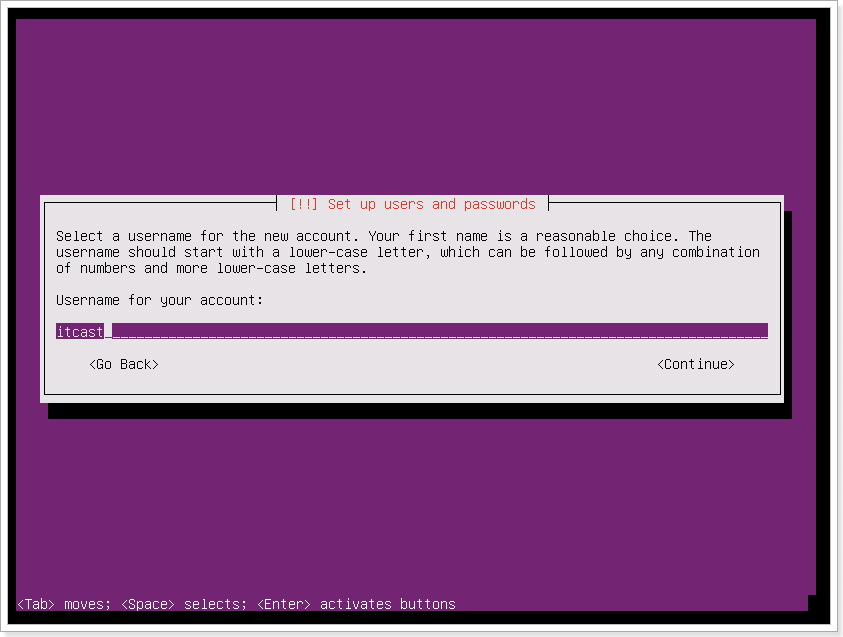 [!!] Set up users and passwords
Select a username for the new account. Your first name is a reasonable choice. The
username should start with a lower-case letter, which can be followed by any combination
of numbers and more lower-case letters.
Username for your account:
itcast
<Go Back> <Continue>
<Tab> moves; <Space> selects; <Enter> activates buttons